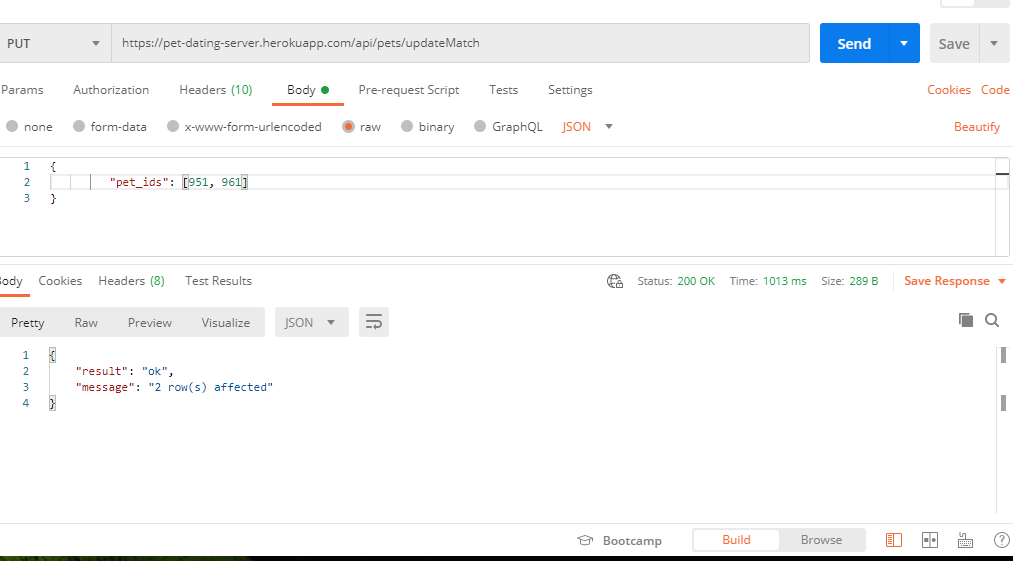 PUT https://pet-dating-server.herokuapp.com/api/pets/updateMatch Send Save
Params Authorization Headers (10) Body Pre-request Script Tests Settings Cookies Code
none form-data x-www-form-urlencoded raw binary GraphQL JSON Beautify
1 {
2 "pet_ids": [951, 961]
3 }
Body Cookies Headers (8) Test Results Status: 200 OK Time: 1013 ms Size: 289 B Save Response
Pretty Raw Preview Visualize JSON
1 {
2 "result": "ok",
3 "message": "2 row(s) affected"
4 }
Bootcamp Build Browse ?